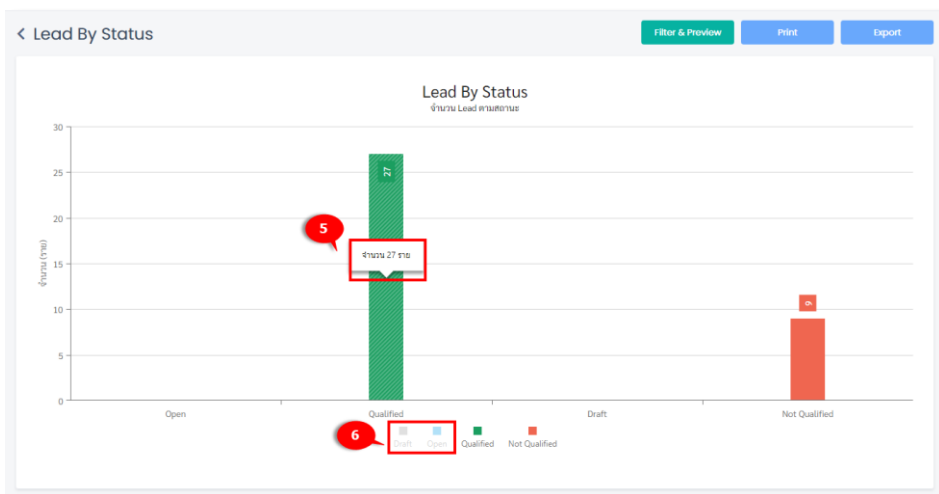 Lead By Status
Filter & Preview
Print
Export
Lead By Status
จำนวน Lead ตามสถานะ
30
25
20
15
10
5
0
จำนวน (ราย)
27
5
จำนวน 27 ราย
9
Open
Qualified
Draft
Not Qualified
6
Draft
Open
Qualified
Not Qualified